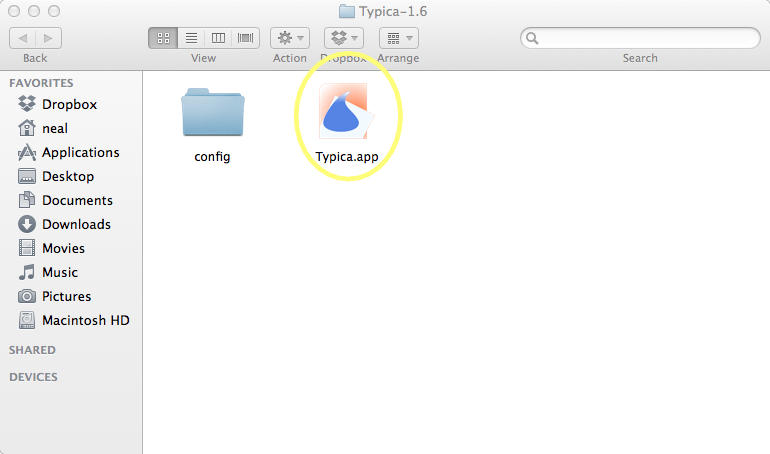 Typica-1.6
Back
View
Action
Dropbox
Arrange
Search
FAVORITES
Dropbox
neal
Applications
Desktop
Documents
Downloads
Movies
Music
Pictures
Macintosh HD
SHARED
DEVICES
config
Typica.app